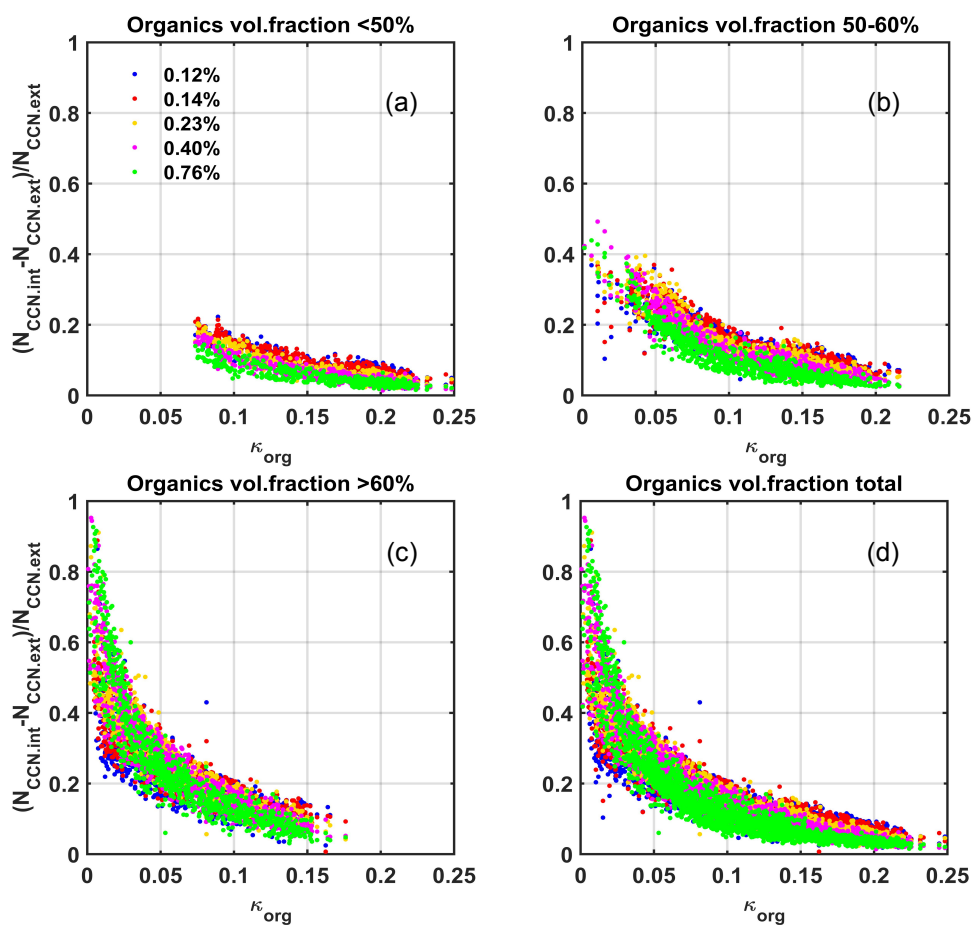 Organics vol.fraction <50%
(a)
0.12%
0.14%
0.23%
0.40%
0.76%
(N_CCN.int-N_CCN.ext)/N_CCN.ext
1
0.8
0.6
0.4
0.2
0
0 0.05 0.1 0.15 0.2 0.25
κ_org
Organics vol.fraction 50-60%
(b)
1
0.8
0.6
0.4
0.2
0
0 0.05 0.1 0.15 0.2 0.25
κ_org
Organics vol.fraction >60%
(c)
(N_CCN.int-N_CCN.ext)/N_CCN.ext
1
0.8
0.6
0.4
0.2
0
0 0.05 0.1 0.15 0.2 0.25
κ_org
Organics vol.fraction total
(d)
1
0.8
0.6
0.4
0.2
0
0 0.05 0.1 0.15 0.2 0.25
κ_org